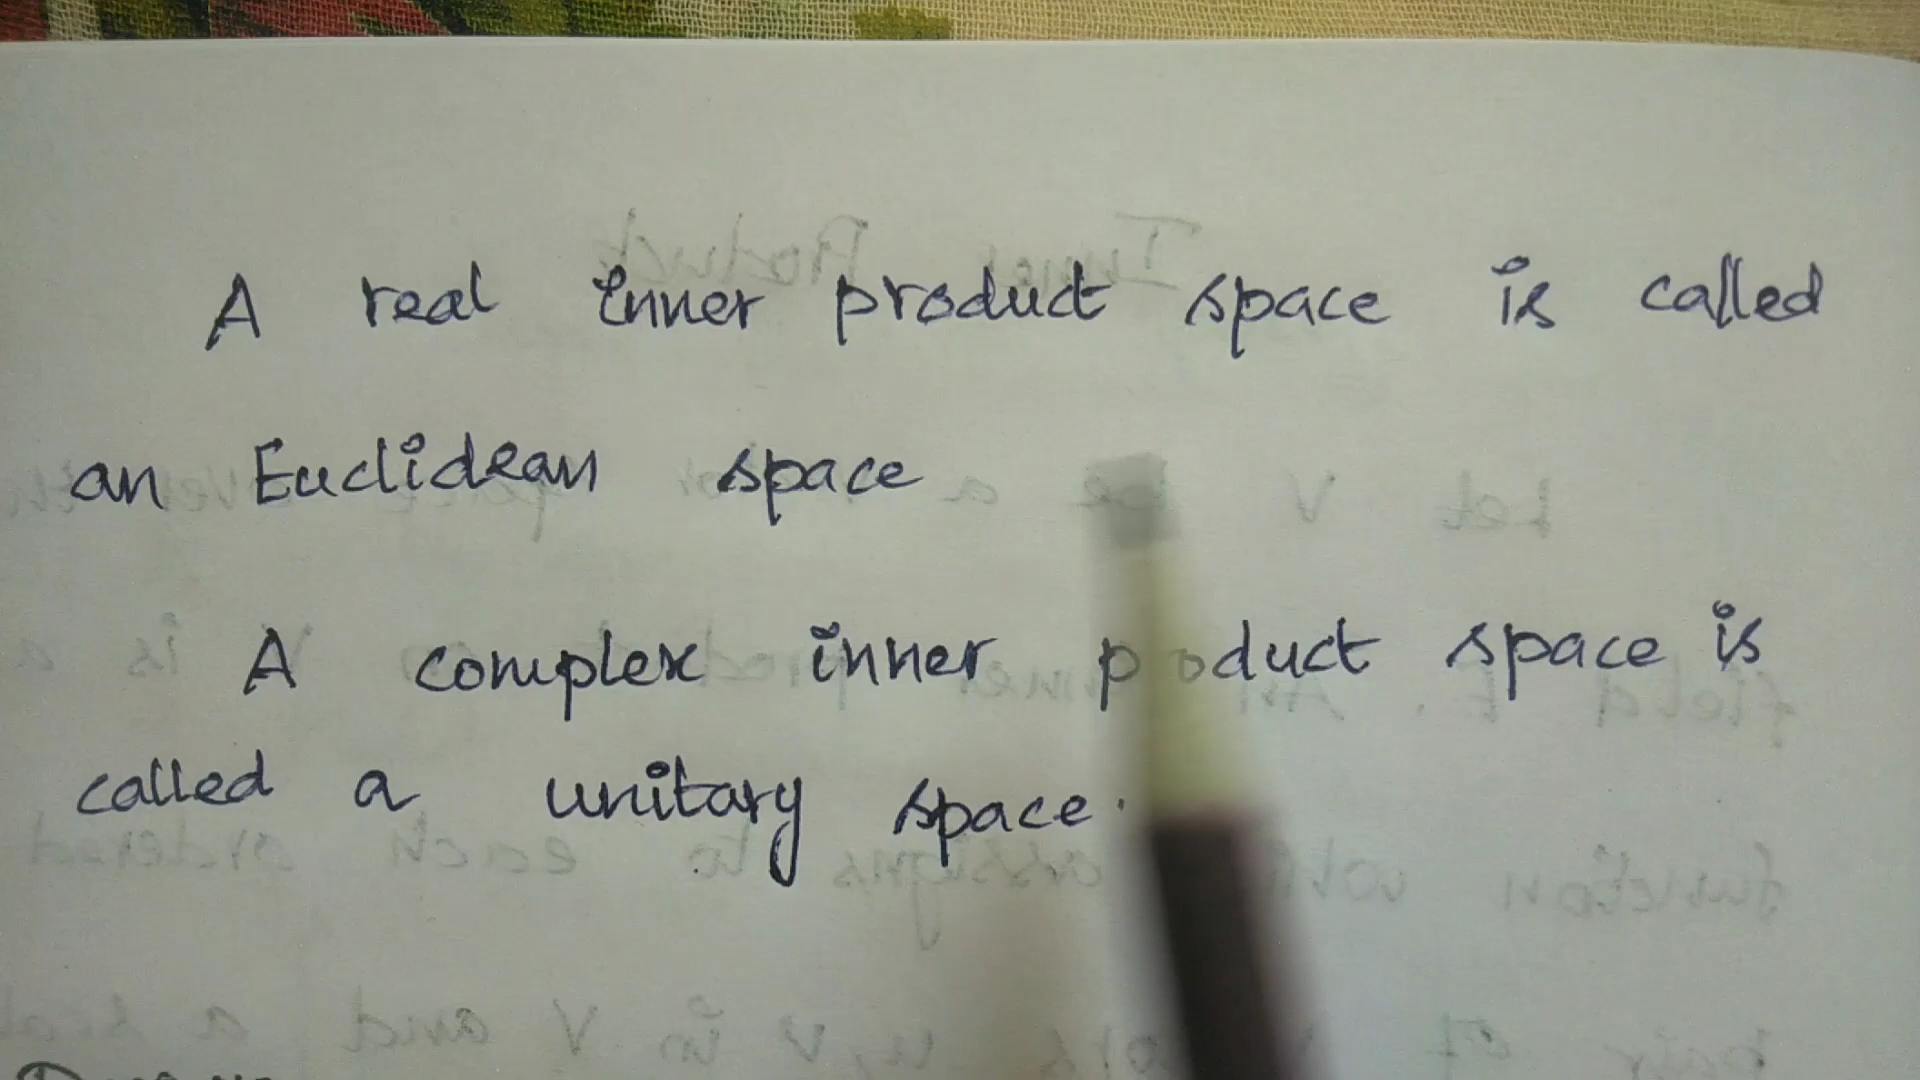 A real inner product space is called
an Euclidean space
A complex inner product space is
called a unitary space.